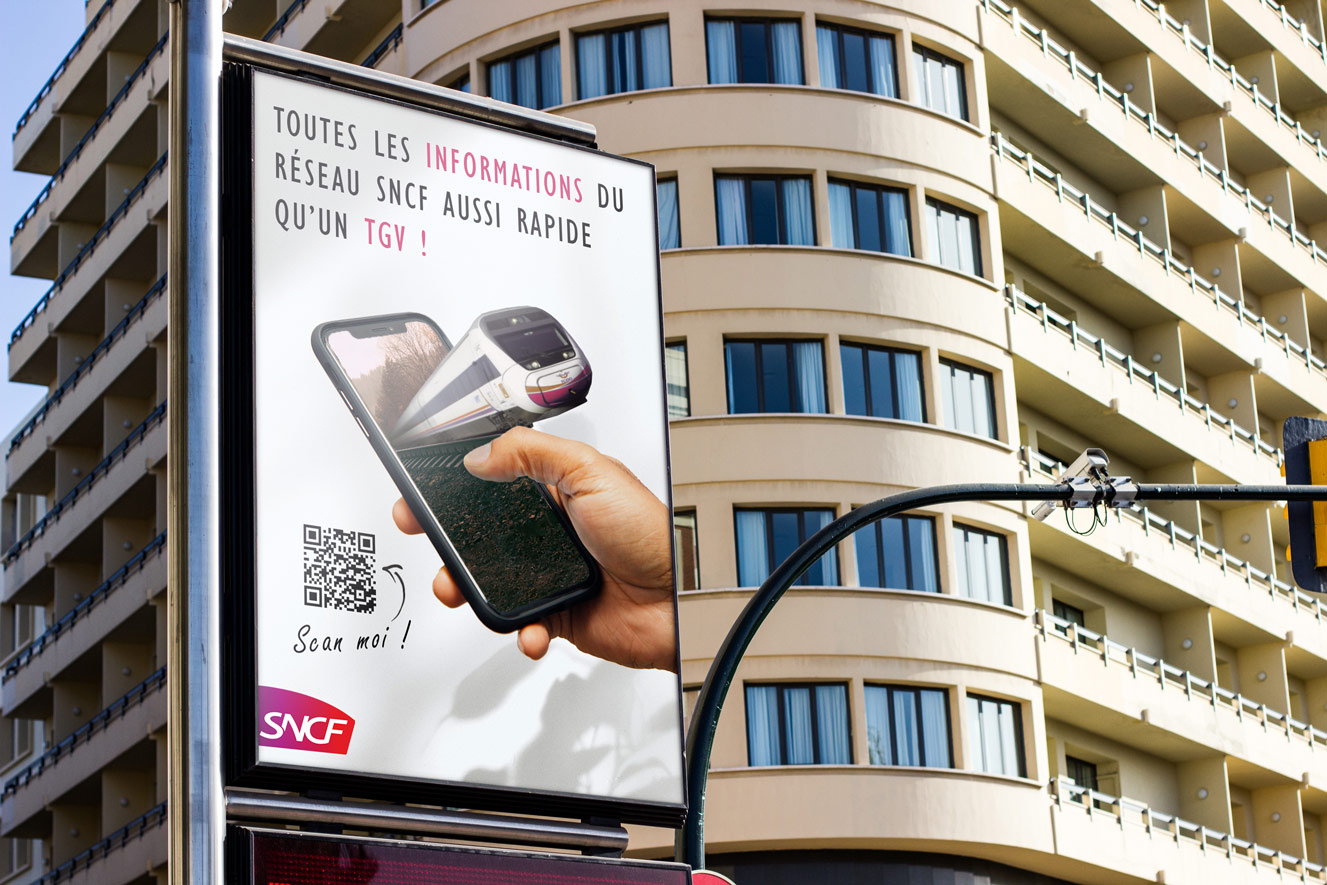 TOUTES LES INFORMATIONS DU
RÉSEAU SNCF AUSSI RAPIDE
QU'UN TGV !
Scan moi !
SNCF